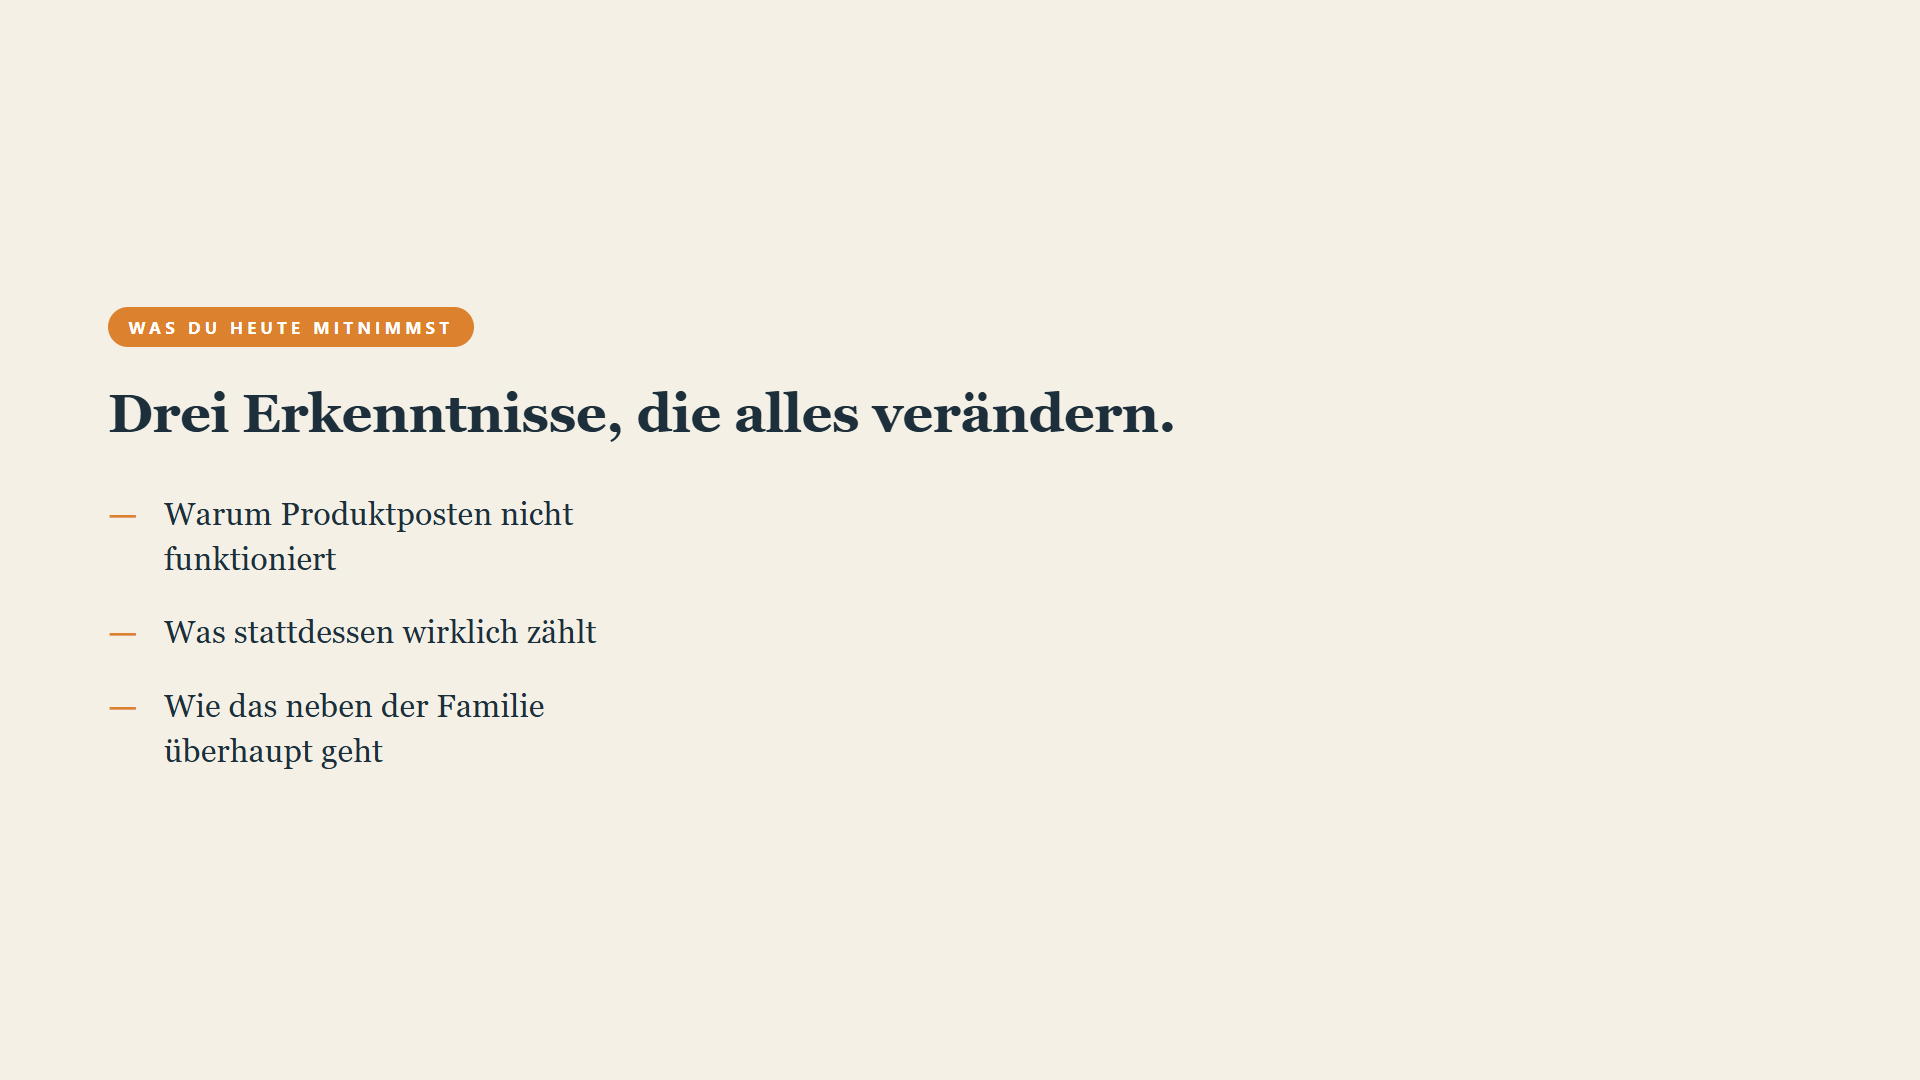 WAS DU HEUTE MITNIMMST
Drei Erkenntnisse, die alles verändern.
— Warum Produktposten nicht
funktioniert
— Was stattdessen wirklich zählt
— Wie das neben der Familie
überhaupt geht